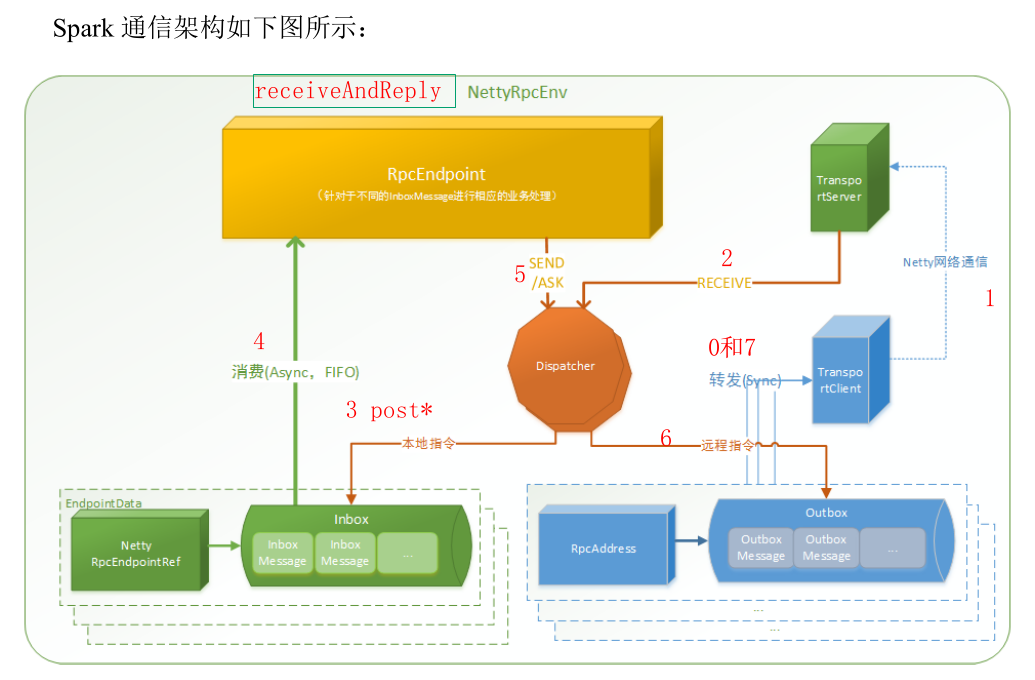 Spark 通信架构如下图所示：
receiveAndReply
NettyRpcEnv
RpcEndpoint
（针对于不同的InboxMessage进行相应的业务处理）
Transpo
rtServer
5
SEND
/ASK
2
RECEIVE
Netty网络通信
1
4
消费(Async，FIFO)
Dispatcher
0和7
转发(Sync)
Transpo
rtClient
3 post*
本地指令
6
远程指令
EndpointData
Netty
RpcEndpointRef
Inbox
Inbox
Message
Inbox
Message
...
RpcAddress
Outbox
Outbox
Message
Outbox
Message
...
...
...